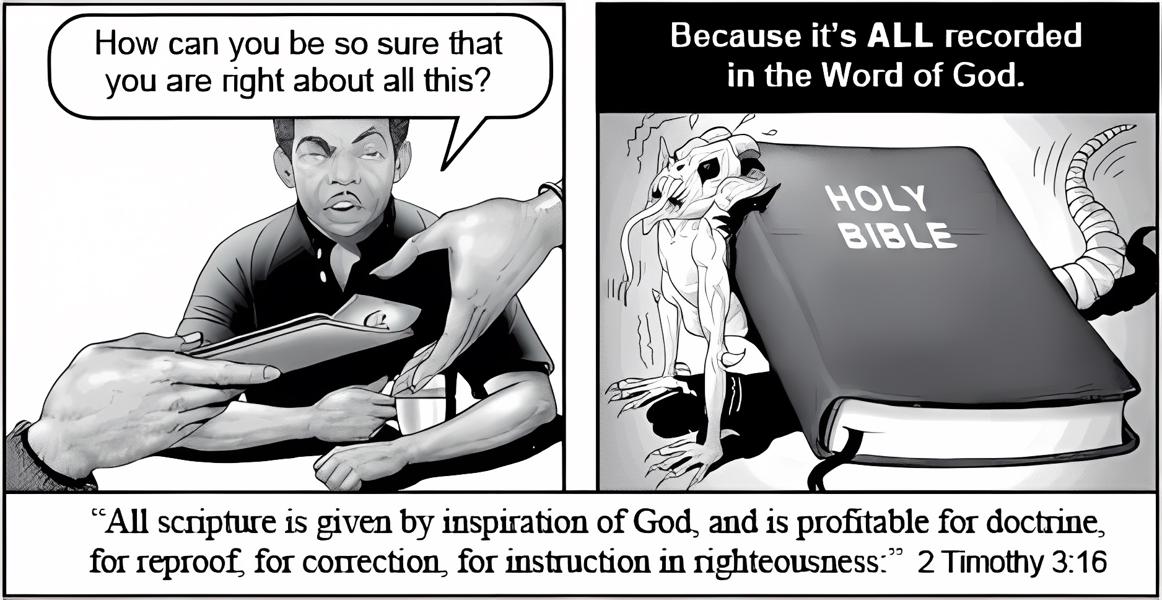 How can you be so sure that
you are right about all this?
Because it's ALL recorded
in the Word of God.
HOLY
BIBLE
“All scripture is given by inspiration of God, and is profitable for doctrine,
for reproof, for correction, for instruction in righteousness:” 2 Timothy 3:16